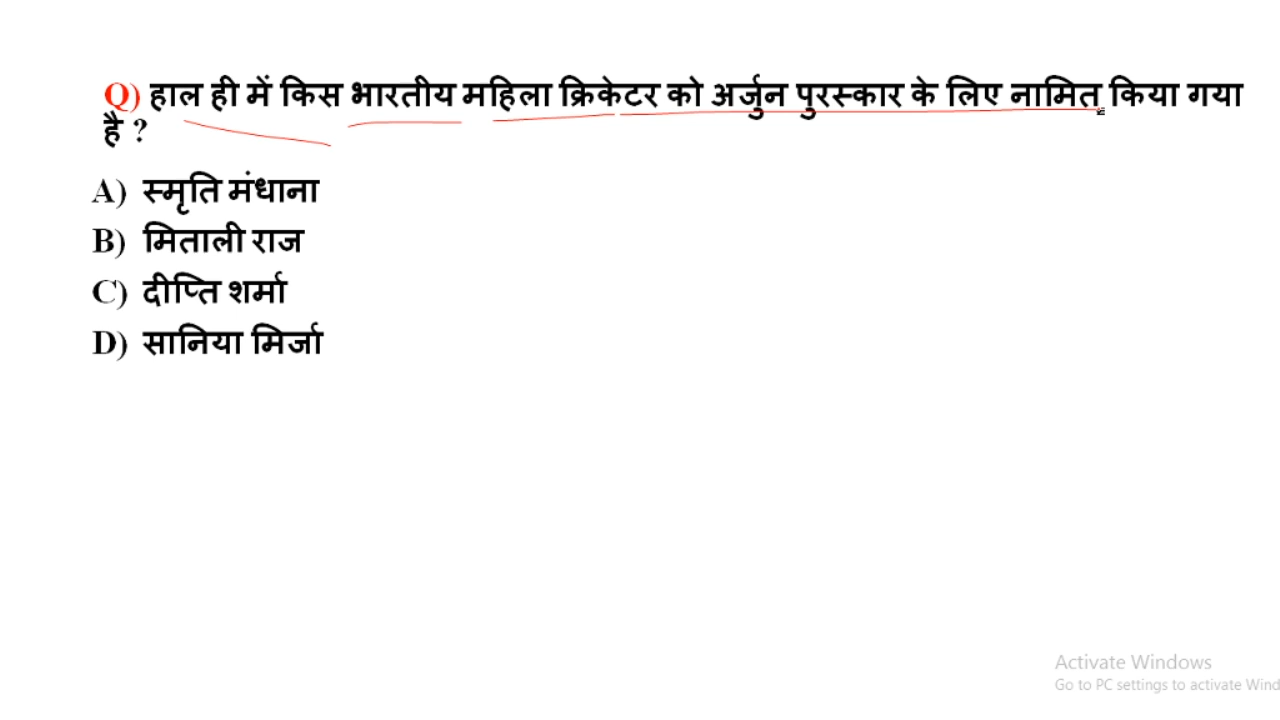 Q) हाल ही में किस भारतीय महिला क्रिकेटर को अर्जुन पुरस्कार के लिए नामित किया गया
है ?
A) स्मृति मंधाना
B) मिताली राज
C) दीप्ति शर्मा
D) सानिया मिर्जा
Activate Windows
Go to PC settings to activate Wind